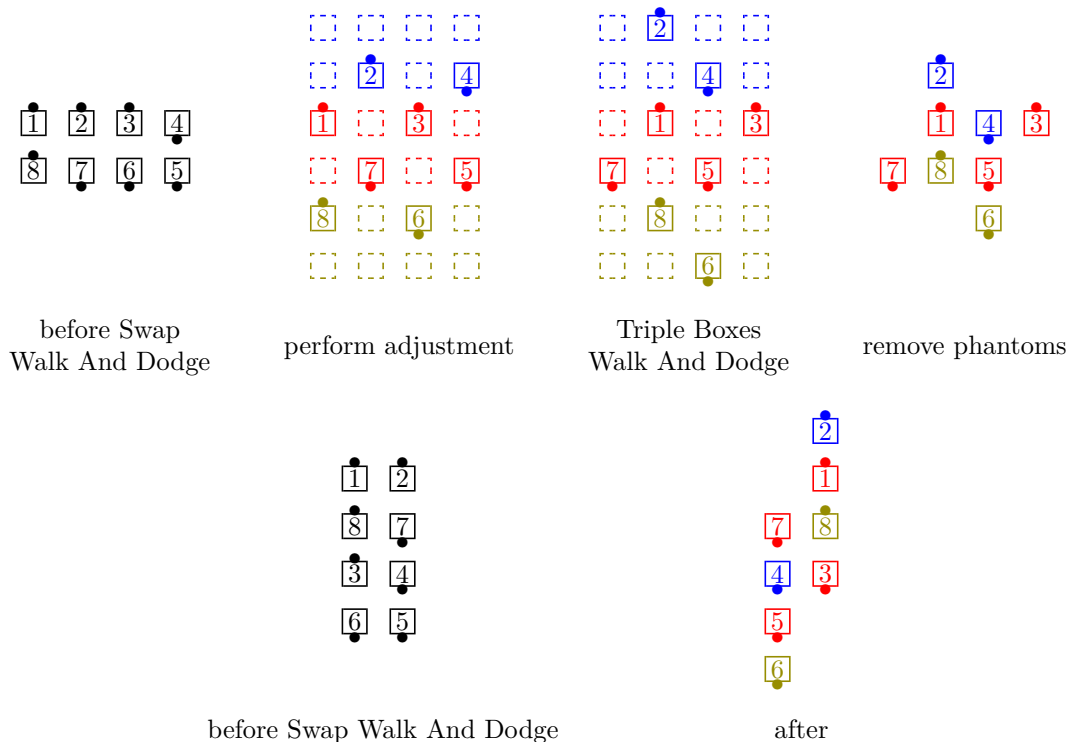 2
2 4 2 4
1 2 3 4 1 3 1 3 1 4 3
8 7 6 5 7 5 7 5 7 8 5
8 6 8 6
6
before Swap
Walk And Dodge
perform adjustment
Triple Boxes
Walk And Dodge
remove phantoms
2
1 2 1
8 7 7 8
3 4 4 3
6 5 5
6
before Swap Walk And Dodge
after